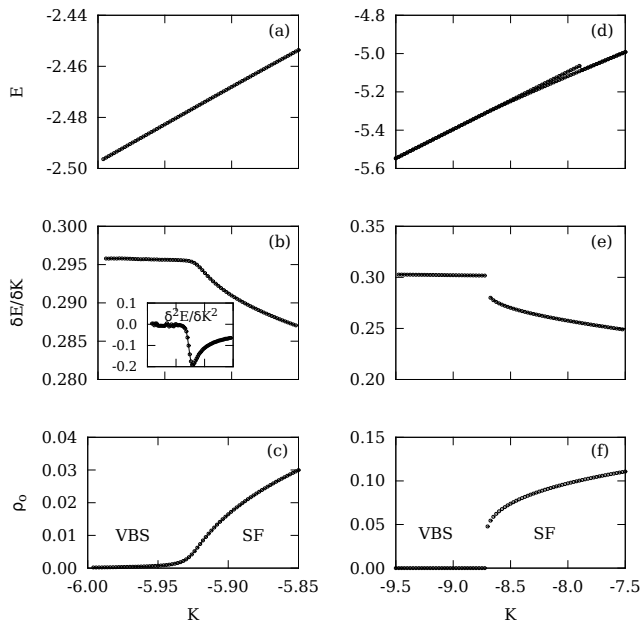 (a)
E
-2.44
-2.46
-2.48
-2.50
(d)
-4.8
-5.0
-5.2
-5.6
(b)
δE/δK
0.300
0.295
0.290
0.285
0.280
δ²E/δK²
0.1
0.0
-0.1
-0.2
(e)
0.35
0.30
0.25
0.20
(c)
ρ₀
0.04
0.03
0.02
0.01
0.00
VBS SF
-6.00 -5.95 -5.90 -5.85
K
(f)
0.15
0.10
0.05
0.00
VBS SF
-9.5 -9.0 -8.5 -8.0 -7.5
K